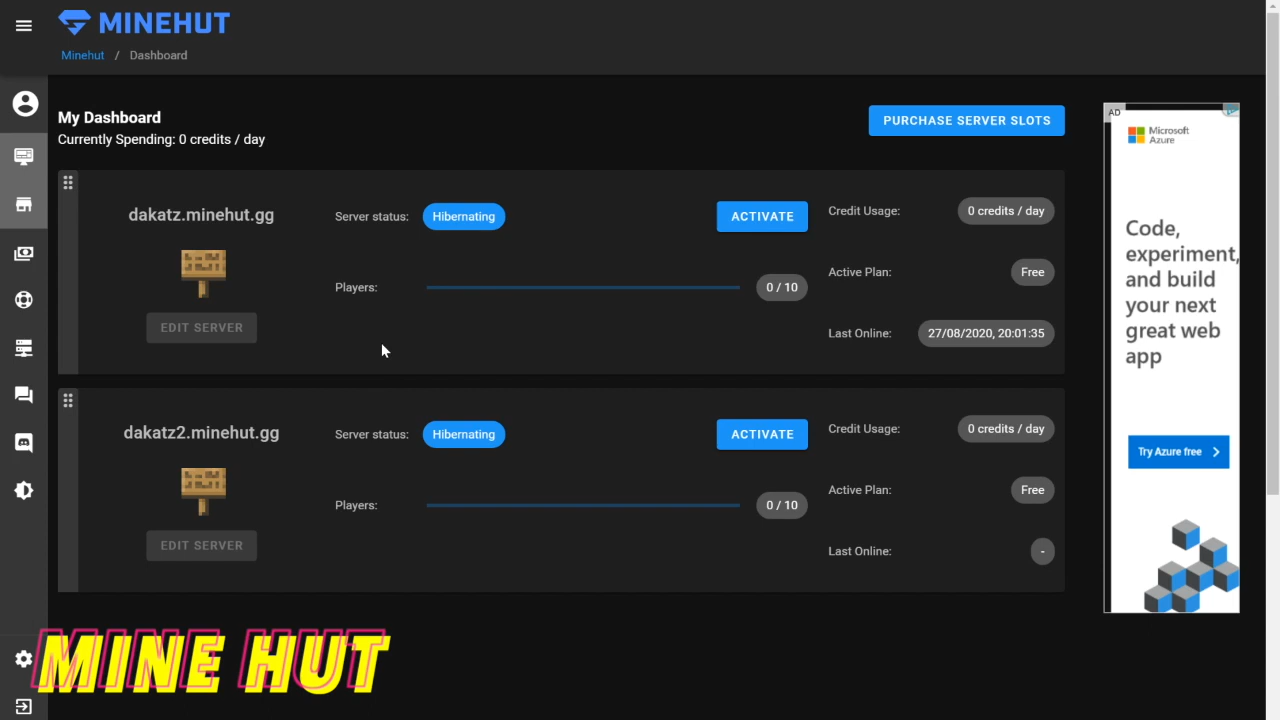 MINEHUT
Minehut / Dashboard
My Dashboard
Currently Spending: 0 credits / day
PURCHASE SERVER SLOTS
dakatz.minehut.gg
Server status: Hibernating
ACTIVATE
Credit Usage: 0 credits / day
Players: 0 / 10
Active Plan: Free
EDIT SERVER
Last Online: 27/08/2020, 20:01:35
dakatz2.minehut.gg
Server status: Hibernating
ACTIVATE
Credit Usage: 0 credits / day
Players: 0 / 10
Active Plan: Free
EDIT SERVER
Last Online: -
AD
Microsoft
Azure
Code,
experiment,
and build
your next
great web
app
Try Azure free
MINE HUT